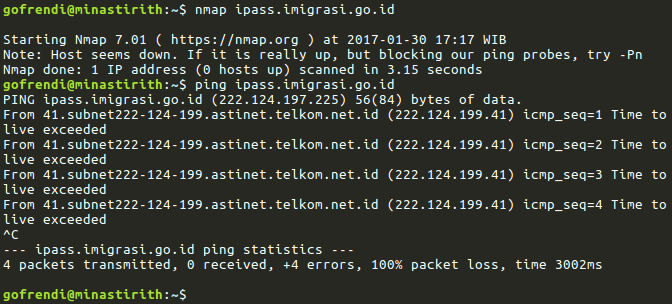 gofrendi@minastirith:~$ nmap ipass.imigrasi.go.id
Starting Nmap 7.01 ( https://nmap.org ) at 2017-01-30 17:17 WIB
Note: Host seems down. If it is really up, but blocking our ping probes, try -Pn
Nmap done: 1 IP address (0 hosts up) scanned in 3.15 seconds
gofrendi@minastirith:~$ ping ipass.imigrasi.go.id
PING ipass.imigrasi.go.id (222.124.197.225) 56(84) bytes of data.
From 41.subnet222-124-199.astinet.telkom.net.id (222.124.199.41) icmp_seq=1 Time to
live exceeded
From 41.subnet222-124-199.astinet.telkom.net.id (222.124.199.41) icmp_seq=2 Time to
live exceeded
From 41.subnet222-124-199.astinet.telkom.net.id (222.124.199.41) icmp_seq=3 Time to
live exceeded
From 41.subnet222-124-199.astinet.telkom.net.id (222.124.199.41) icmp_seq=4 Time to
live exceeded
^C
--- ipass.imigrasi.go.id ping statistics ---
4 packets transmitted, 0 received, +4 errors, 100% packet loss, time 3002ms
gofrendi@minastirith:~$